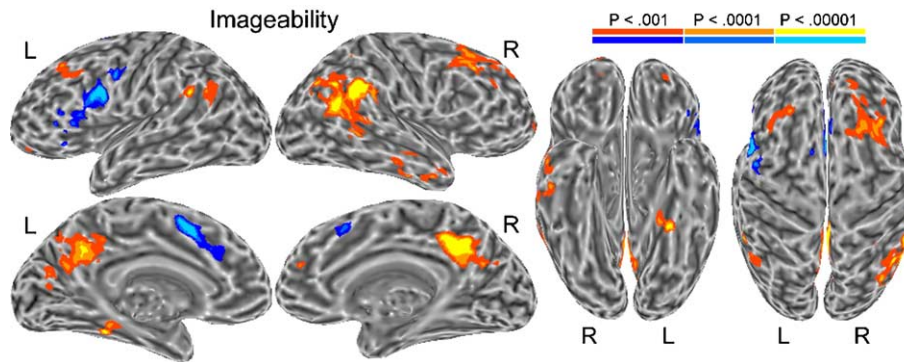 Imageability
P < .001 P < .0001 P < .00001
L
R
L
R
R L
L R